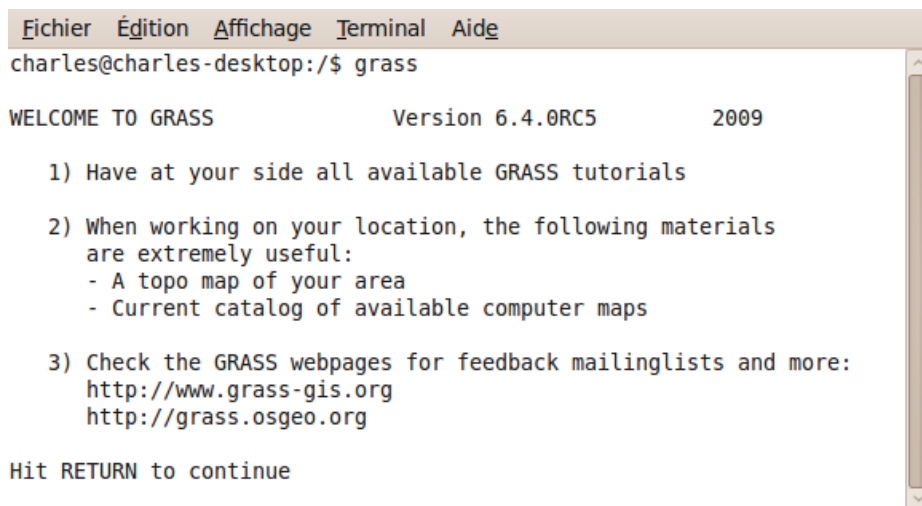 Fichier Édition Affichage Terminal Aide
charles@charles-desktop:/$ grass
WELCOME TO GRASS Version 6.4.0RC5 2009
1) Have at your side all available GRASS tutorials
2) When working on your location, the following materials
are extremely useful:
- A topo map of your area
- Current catalog of available computer maps
3) Check the GRASS webpages for feedback mailinglists and more:
http://www.grass-gis.org
http://grass.osgeo.org
Hit RETURN to continue